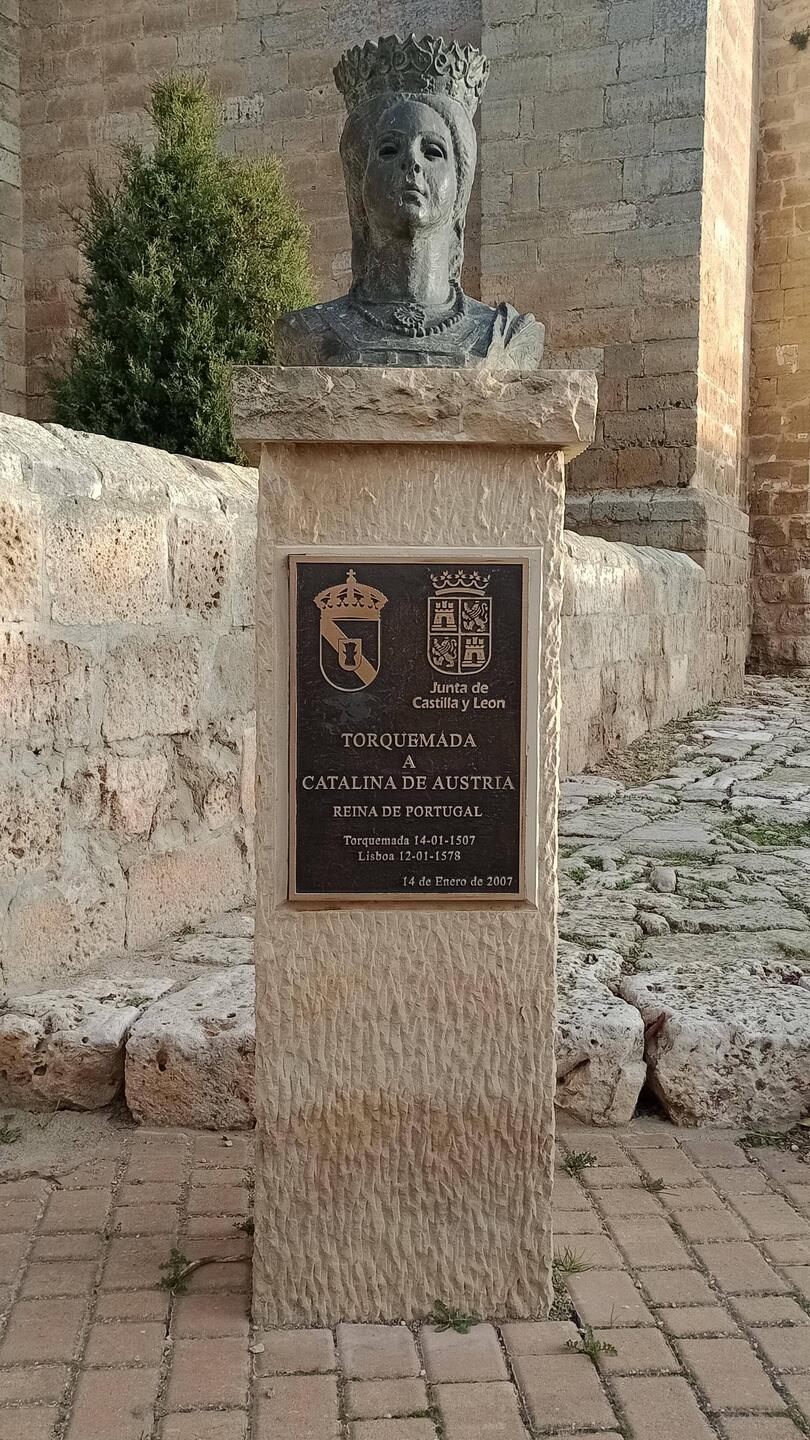 Junta de
Castilla y Leon
TORQUEMADA
A
CATALINA DE AUSTRIA
REINA DE PORTUGAL
Torquemada 14-01-1507
Lisboa 12-01-1578
14 de Enero de 2007